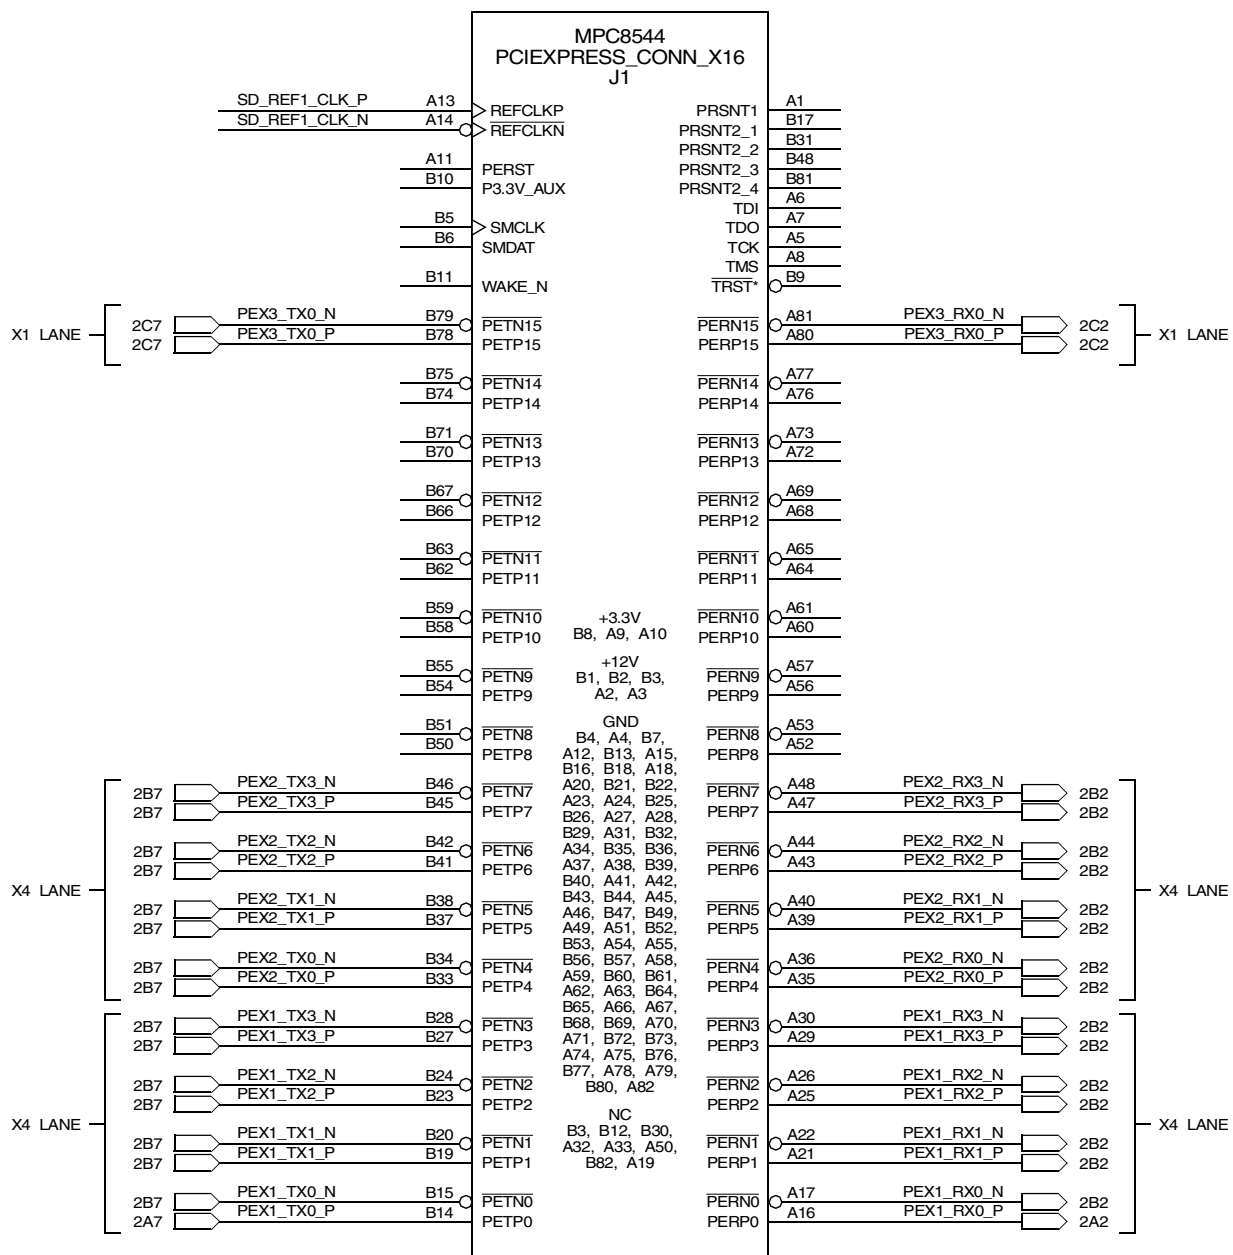 MPC8544
PCIEXPRESS_CONN_X16
J1
SD_REF1_CLK_P A13 REFCLKP PRSNT1 A1
SD_REF1_CLK_N A14 REFCLKN PRSNT2_1 B17
PRSNT2_2 B31
A11 PERST PRSNT2_3 B48
B10 P3.3V_AUX PRSNT2_4 B81
TDI A6
B5 SMCLK TDO A7
B6 SMDAT TCK A5
TMS A8
B11 WAKE_N TRST* B9
2C7 PEX3_TX0_N B79 PETN15 PERN15 A81 PEX3_RX0_N 2C2
X1 LANE X1 LANE
2C7 PEX3_TX0_P B78 PETP15 PERP15 A80 PEX3_RX0_P 2C2
B75 PETN14 PERN14 A77
B74 PETP14 PERP14 A76
B71 PETN13 PERN13 A73
B70 PETP13 PERP13 A72
B67 PETN12 PERN12 A69
B66 PETP12 PERP12 A68
B63 PETN11 PERN11 A65
B62 PETP11 PERP11 A64
B59 PETN10 PERN10 A61
B58 PETP10 PERP10 A60
+3.3V
B8, A9, A10
B55 PETN9 PERN9 A57
B54 PETP9 PERP9 A56
+12V
B1, B2, B3,
A2, A3
B51 PETN8 PERN8 A53
B50 PETP8 PERP8 A52
GND
B4, A4, B7,
A12, B13, A15,
B16, B18, A18,
A20, B21, B22,
A23, A24, B25,
B26, A27, A28,
B29, A31, B32,
A34, B35, B36,
A37, A38, B39,
B40, A41, A42,
B43, B44, A45,
A46, B47, B49,
A49, A51, B52,
B53, A54, A55,
B56, B57, A58,
A59, B60, B61,
A62, A63, B64,
B65, A66, A67,
B68, B69, A70,
A71, B72, B73,
A74, A75, B76,
B77, A78, A79,
B80, A82
NC
B3, B12, B30,
A32, A33, A50,
B82, A19
2B7 PEX2_TX3_N B46 PETN7 PERN7 A48 PEX2_RX3_N 2B2
2B7 PEX2_TX3_P B45 PETP7 PERP7 A47 PEX2_RX3_P 2B2
2B7 PEX2_TX2_N B42 PETN6 PERN6 A44 PEX2_RX2_N 2B2
2B7 PEX2_TX2_P B41 PETP6 PERP6 A43 PEX2_RX2_P 2B2
X4 LANE X4 LANE
2B7 PEX2_TX1_N B38 PETN5 PERN5 A40 PEX2_RX1_N 2B2
2B7 PEX2_TX1_P B37 PETP5 PERP5 A39 PEX2_RX1_P 2B2
2B7 PEX2_TX0_N B34 PETN4 PERN4 A36 PEX2_RX0_N 2B2
2B7 PEX2_TX0_P B33 PETP4 PERP4 A35 PEX2_RX0_P 2B2
2B7 PEX1_TX3_N B28 PETN3 PERN3 A30 PEX1_RX3_N 2B2
2B7 PEX1_TX3_P B27 PETP3 PERP3 A29 PEX1_RX3_P 2B2
2B7 PEX1_TX2_N B24 PETN2 PERN2 A26 PEX1_RX2_N 2B2
2B7 PEX1_TX2_P B23 PETP2 PERP2 A25 PEX1_RX2_P 2B2
X4 LANE X4 LANE
2B7 PEX1_TX1_N B20 PETN1 PERN1 A22 PEX1_RX1_N 2B2
2B7 PEX1_TX1_P B19 PETP1 PERP1 A21 PEX1_RX1_P 2B2
2B7 PEX1_TX0_N B15 PETN0 PERN0 A17 PEX1_RX0_N 2B2
2A7 PEX1_TX0_P B14 PETP0 PERP0 A16 PEX1_RX0_P 2A2